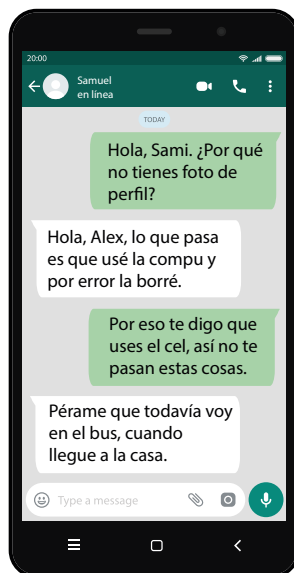 20:00
Samuel
en línea
TODAY
Hola, Sami. ¿Por qué
no tienes foto de
perfil?
Hola, Alex, lo que pasa
es que usé la compu y
por error la borré.
Por eso te digo que
uses el cel, así no te
pasan estas cosas.
Pérame que todavía voy
en el bus, cuando
llegue a la casa.
Type a message